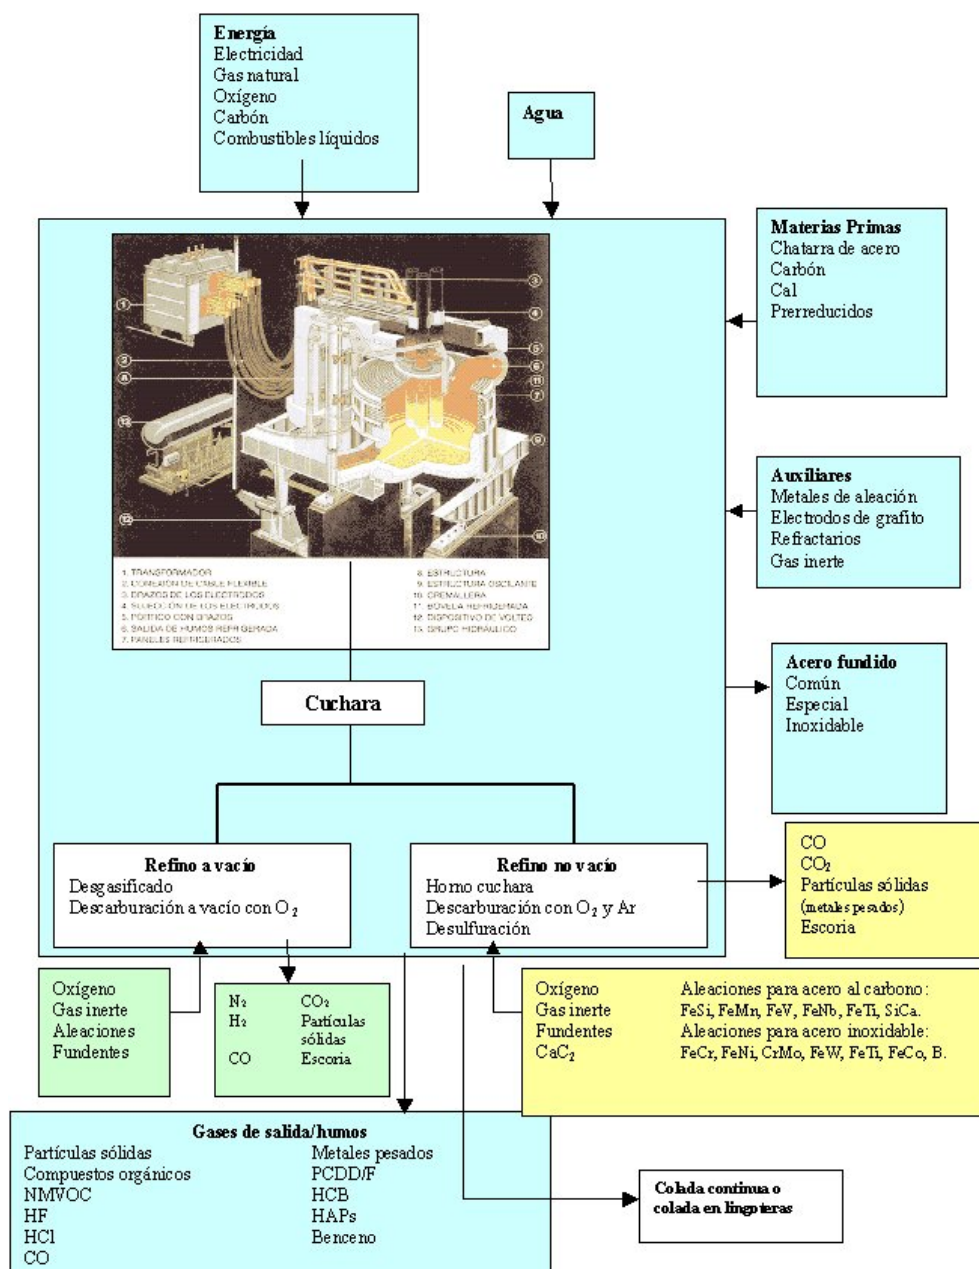 Energía
Electricidad
Gas natural
Oxígeno
Carbón
Combustibles líquidos
Agua
Materias Primas
Chatarra de acero
Carbón
Cal
Prerreducidos
Auxiliares
Metales de aleación
Electrodos de grafito
Refractarios
Gas inerte
1. TRANSFORMADOR
2. CONEXIÓN DE CABLE FLEXIBLE
3. BRAZOS DE LOS ELECTRODOS
4. SUJECCIÓN DE LOS ELECTRODOS
5. PÓRTICO CON BRAZOS
6. SALIDA DE HUMOS REFRIGERADA
7. PANELES REFRIGERADOS
8. ESTRUCTURA
9. ESTRUCTURA OSCILANTE
10. CREMALLERA
11. BÓVEDA REFRIGERADA
12. DISPOSITIVO DE VOLTEO
13. GRUPO HIDRÁULICO
Acero fundido
Común
Especial
Inoxidable
Cuchara
Refino a vacío
Desgasificado
Descarburación a vacío con O₂
Refino no vacío
Horno cuchara
Descarburación con O₂ y Ar
Desulfuración
CO
CO₂
Partículas sólidas
(metales pesados)
Escoria
Oxígeno
Gas inerte
Aleaciones
Fundentes
N₂ CO₂
H₂ Partículas
sólidas
CO Escoria
Oxígeno Aleaciones para acero al carbono:
Gas inerte FeSi, FeMn, FeV, FeNb, FeTi, SiCa.
Fundentes Aleaciones para acero inoxidable:
CaC₂ FeCr, FeNi, CrMo, FeW, FeTi, FeCo, B.
Gases de salida/humos
Partículas sólidas Metales pesados
Compuestos orgánicos PCDD/F
NMVOC HCB
HF HAPs
HCl Benceno
CO
Colada continua o
colada en lingoteras